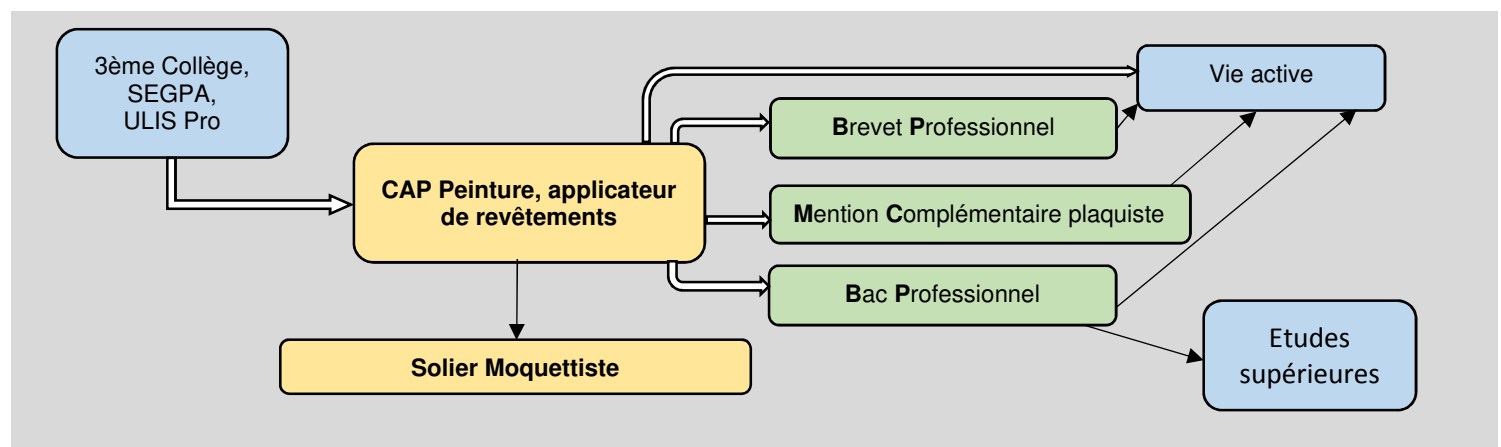 3ème Collège,
SEGPA,
ULIS Pro
CAP Peinture, applicateur
de revêtements
Solier Moquettiste
Brevet Professionnel
Mention Complémentaire plaquiste
Bac Professionnel
Vie active
Etudes
supérieures